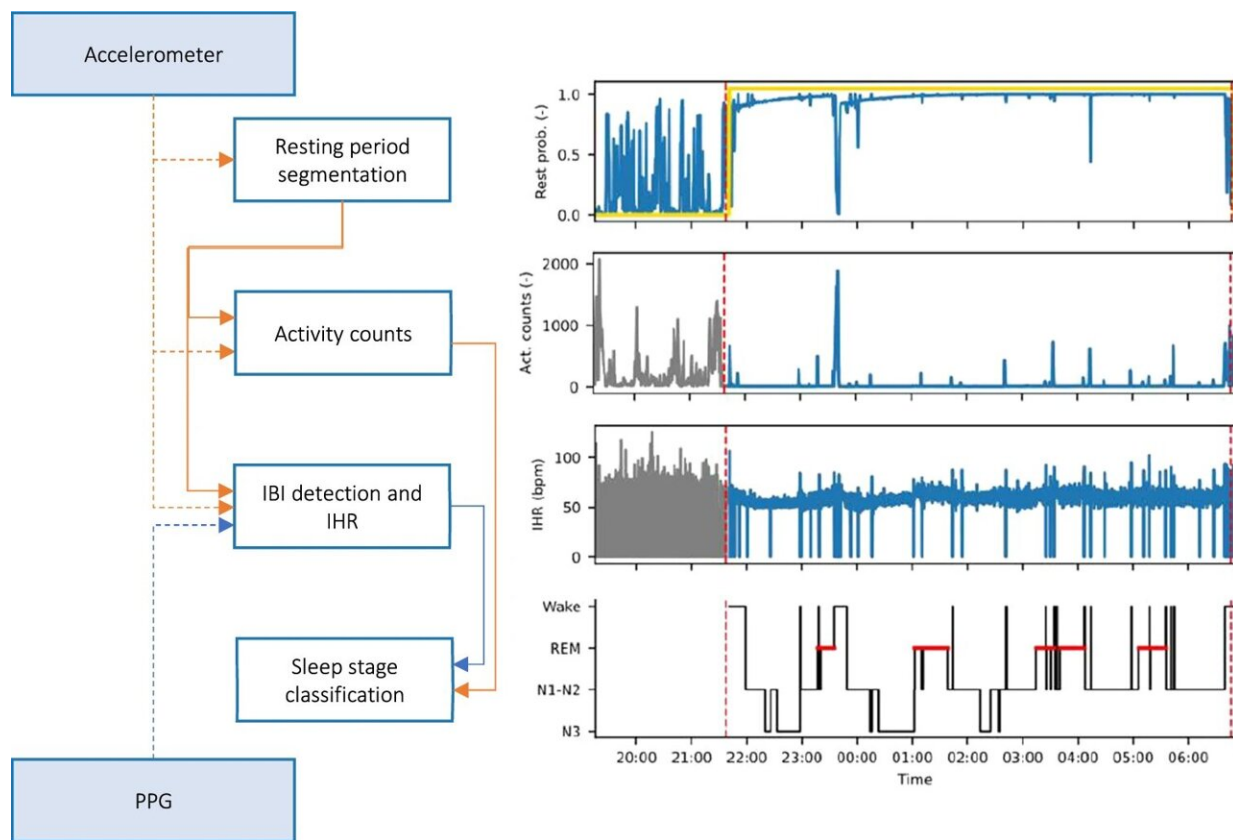 Accelerometer
Resting period
segmentation
Activity counts
IBI detection and
IHR
Sleep stage
classification
PPG
Rest prob. (-)
1.0
0.5
0.0
Act. counts (-)
2000
1000
0
IHR (bpm)
100
50
0
Wake
REM
N1-N2
N3
20:00 21:00 22:00 23:00 00:00 01:00 02:00 03:00 04:00 05:00 06:00
Time